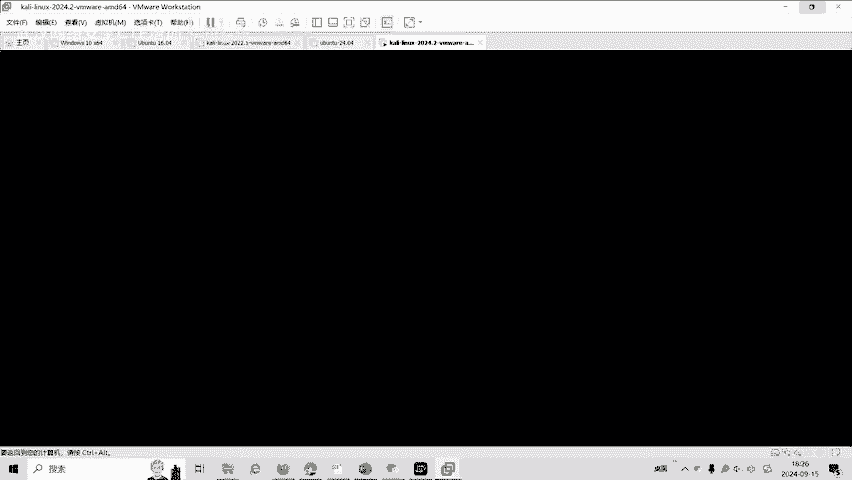 kali-linux-2024.2-vmware-amd64 - VMware Workstation
文件(F) 编辑(E) 查看(V) 虚拟机(M) 选项卡(T) 帮助(H)
主页 Windows 10 x64 Ubuntu 16.04 kali-linux-2022.3-vmware-amd64 ubuntu-24.04 kali-linux-2024.2-vmware-a...
要返回到您的计算机，请按 Ctrl+Alt。
搜索 桌面 18:26
2024-09-15